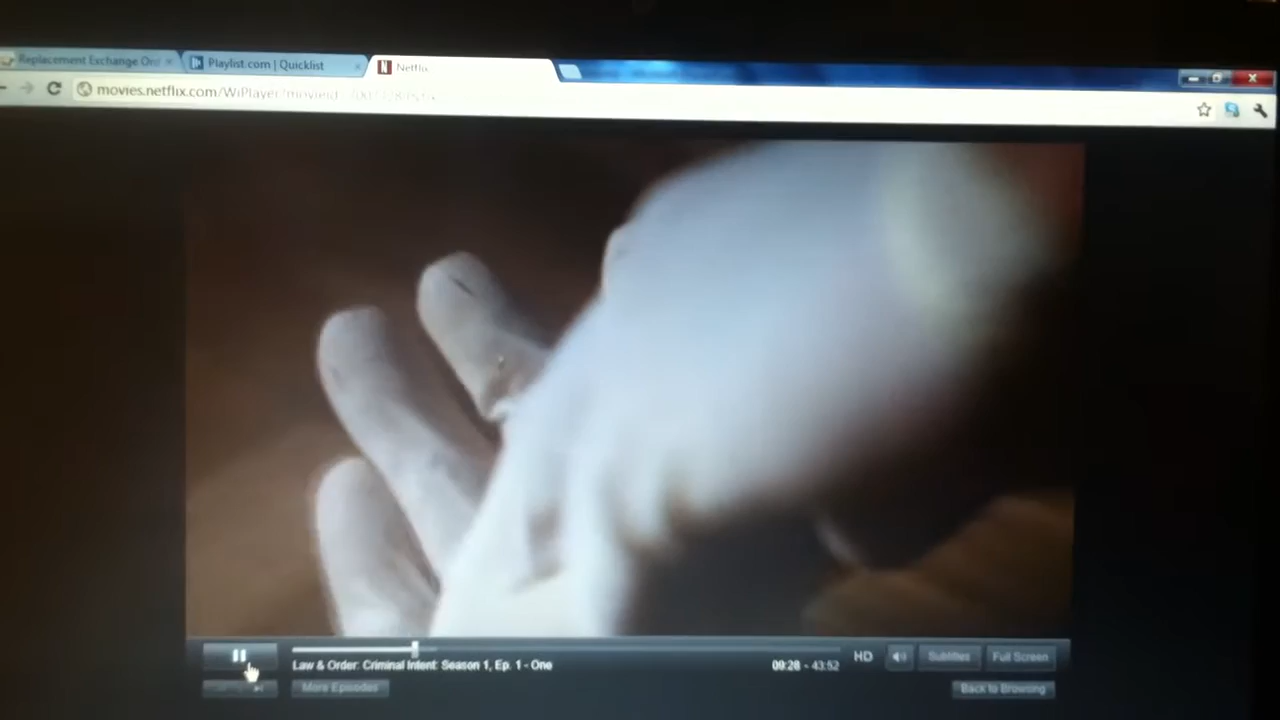 Replacement Exchange
Playlist.com | Quicklist
Netflix
movies.netflix.com/WiPlayer?movieid
Law & Order: Criminal Intent: Season 1, Ep. 1 - One
09:28 - 43:52
HD
Subtitles
Full Screen
More Episodes
Back to Browsing